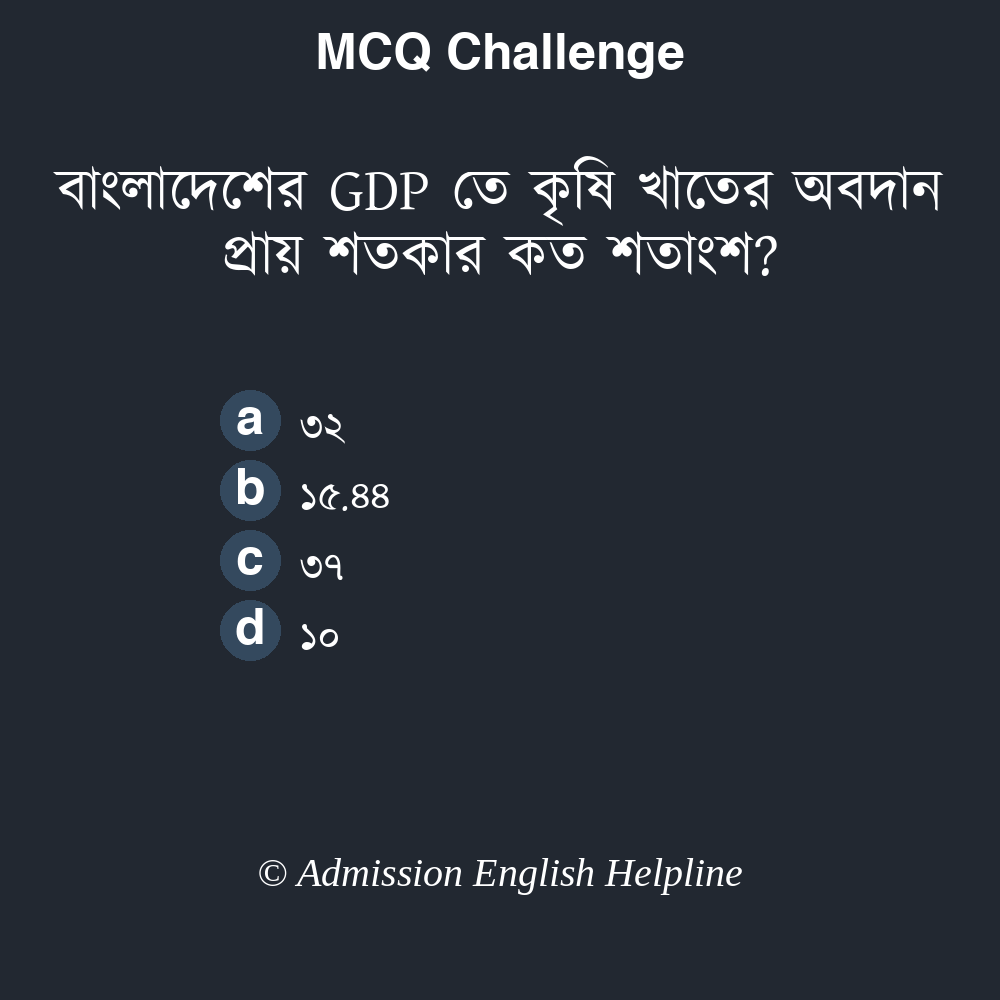 MCQ Challenge
বাংলাদেশের GDP তে কৃষি খাতের অবদান
প্রায় শতকার কত শতাংশ?
a ৩২
b ১৫.৪৪
c ৩৭
d ১০
© Admission English Helpline